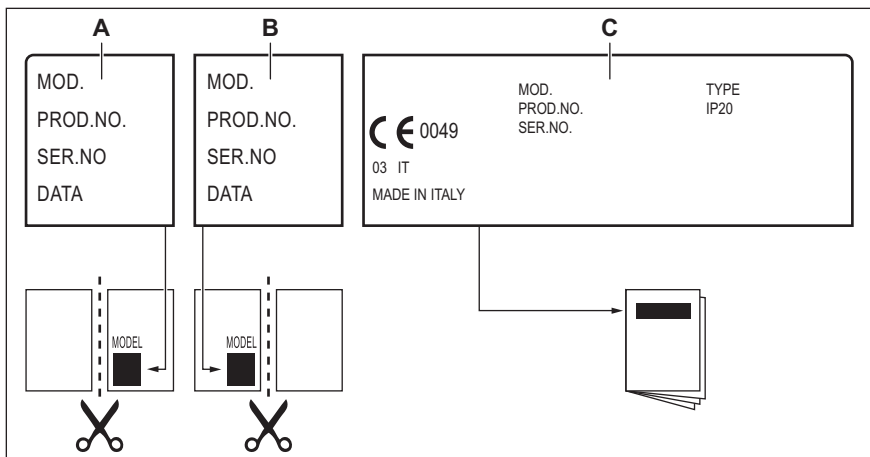 A
B
C
MOD.
PROD.NO.
SER.NO
DATA
MOD.
PROD.NO.
SER.NO
DATA
MOD.
PROD.NO.
SER.NO.
TYPE
IP20
CE 0049
03 IT
MADE IN ITALY
MODEL
MODEL